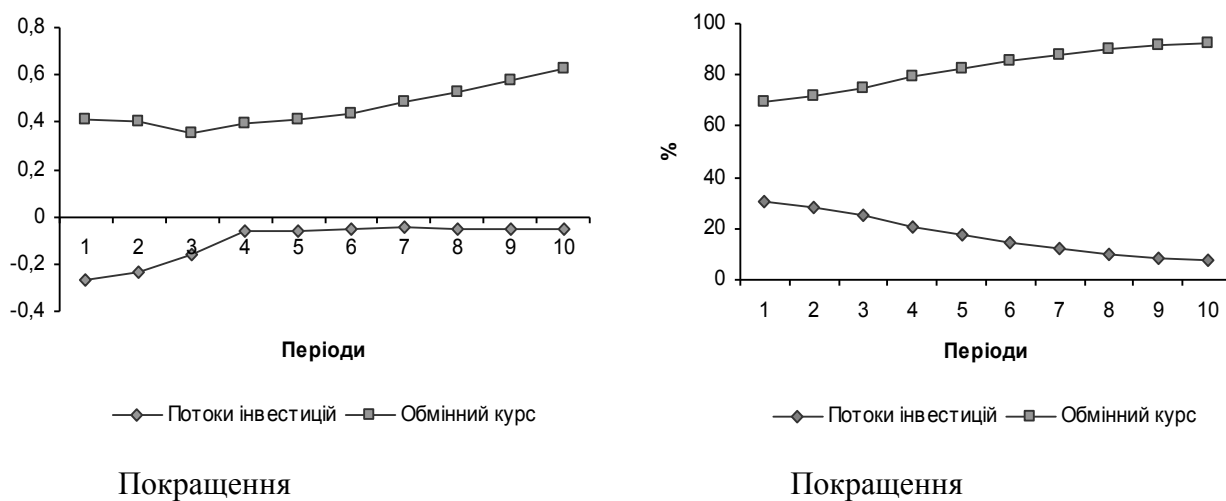 0,8
0,6
0,4
0,2
0
-0,2
-0,4
1 2 3 4 5 6 7 8 9 10
Періоди
Потоки інвестицій Обмінний курс
Покращення
100
80
60
40
20
0
%
1 2 3 4 5 6 7 8 9 10
Періоди
Потоки інвестицій Обмінний курс
Покращення